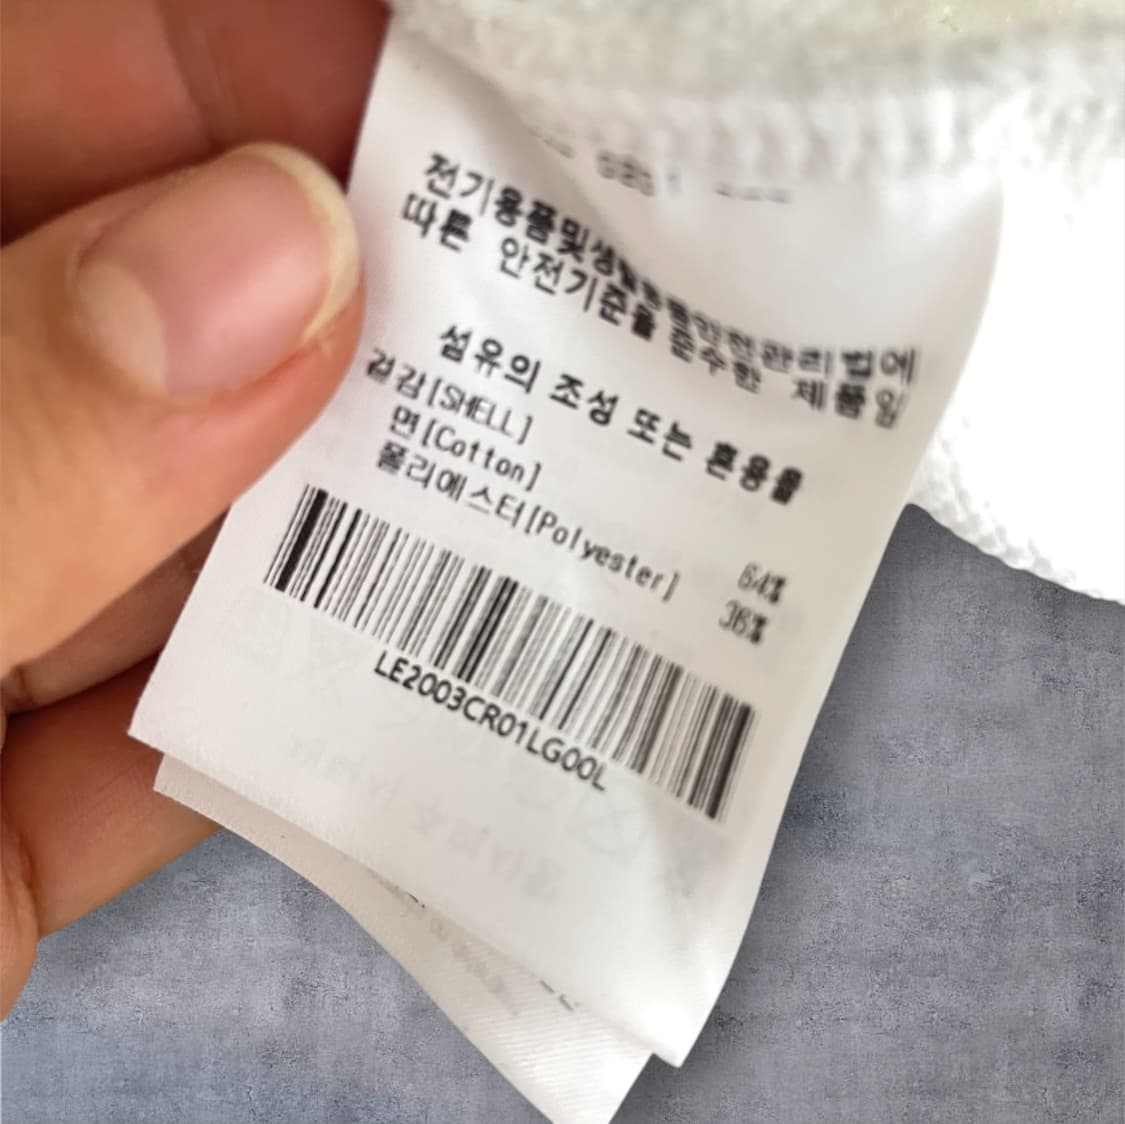 전기용품및생활용품안전관리법에
따른 안전기준을 준수한 제품임
섬유의 조성 또는 혼용률
겉감[SHELL]
면[Cotton] 64%
폴리에스터[Polyester] 36%
LE2003CR01LG00L